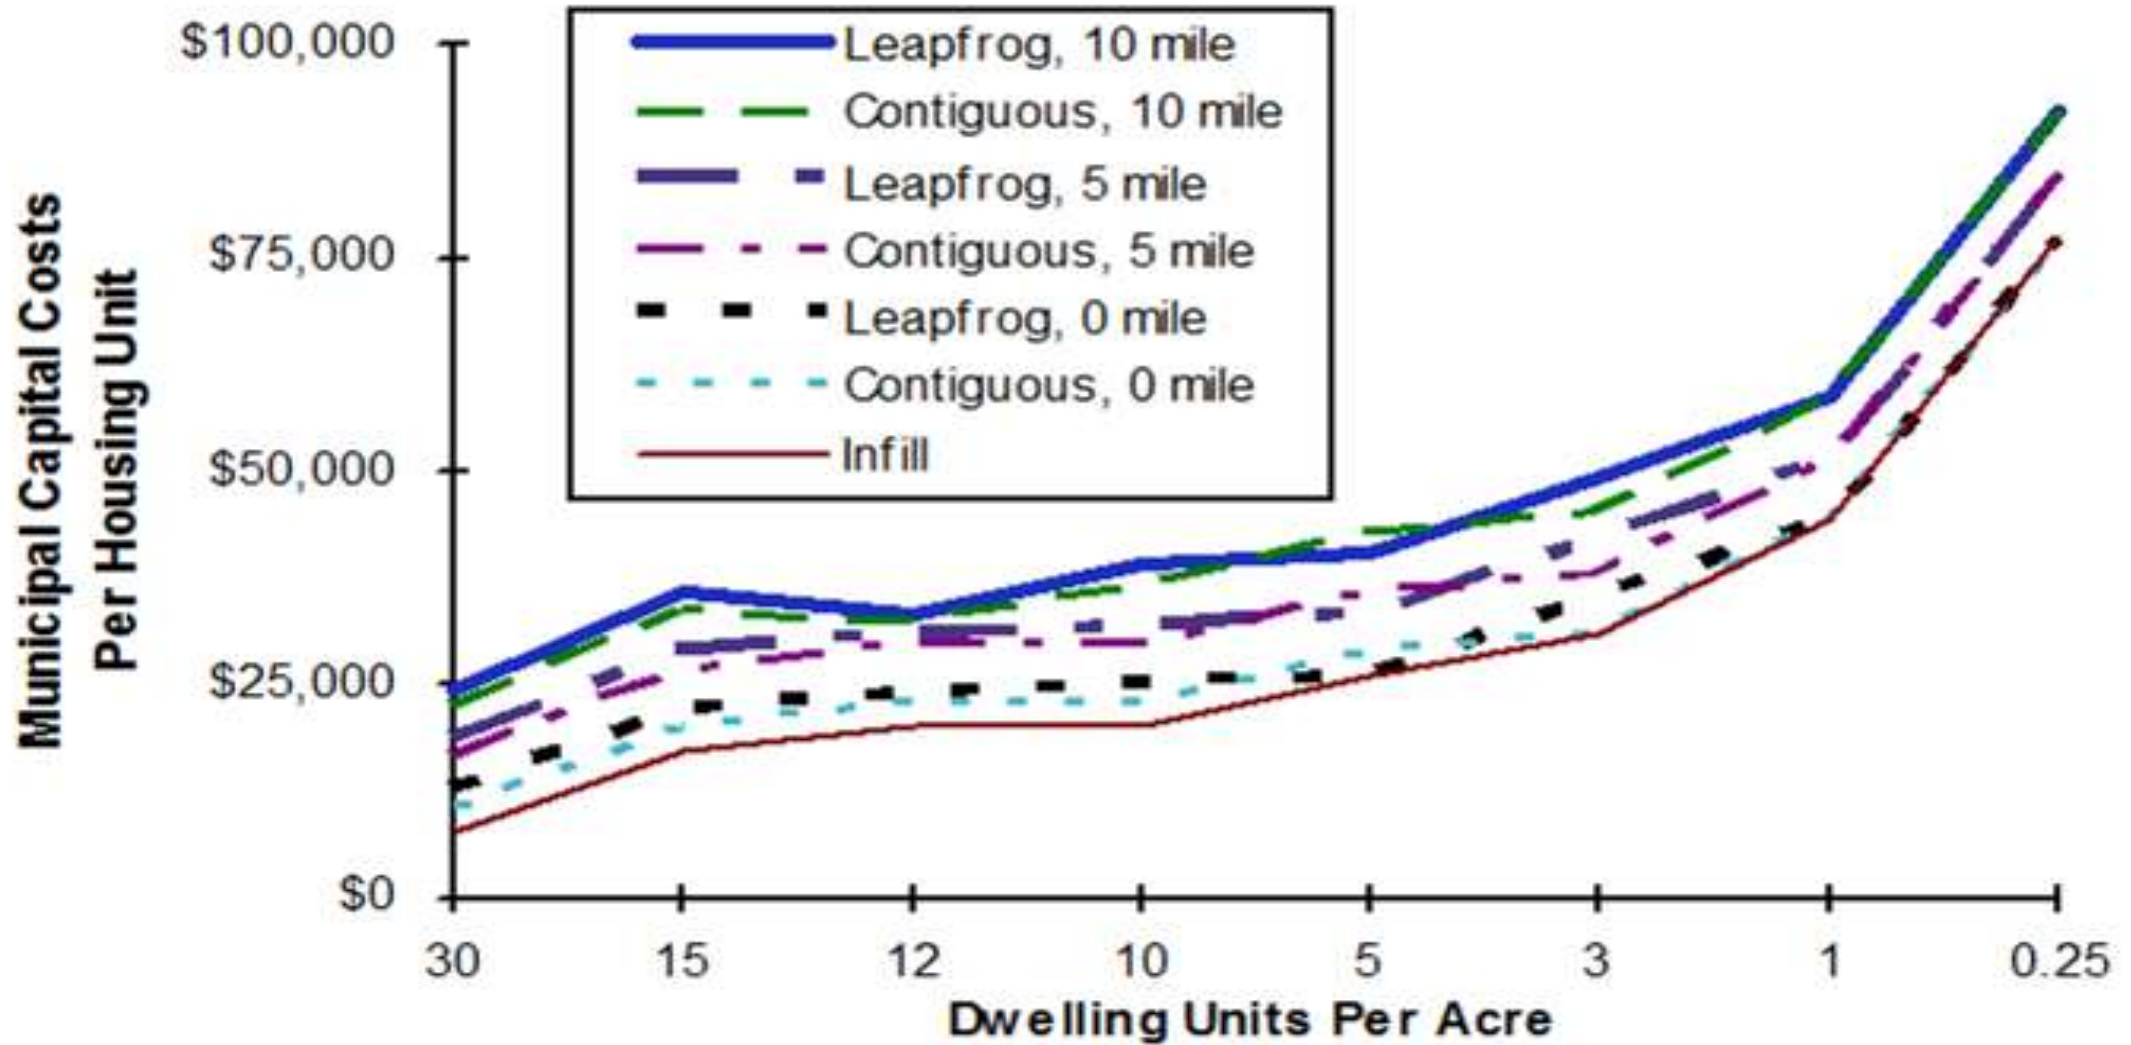 Municipal Capital Costs
Per Housing Unit
$100,000
$75,000
$50,000
$25,000
$0
Leapfrog, 10 mile
Contiguous, 10 mile
Leapfrog, 5 mile
Contiguous, 5 mile
Leapfrog, 0 mile
Contiguous, 0 mile
Infill
30 15 12 10 5 3 1 0.25
Dwelling Units Per Acre